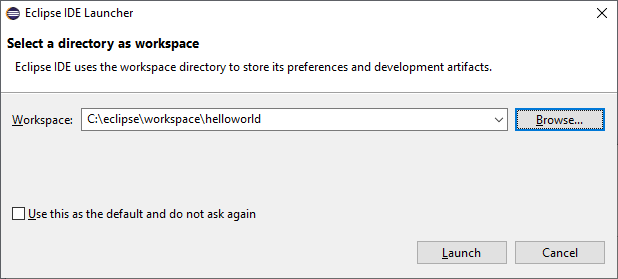 Eclipse IDE Launcher
Select a directory as workspace
Eclipse IDE uses the workspace directory to store its preferences and development artifacts.
Workspace: C:\eclipse\workspace\helloworld Browse...
Use this as the default and do not ask again
Launch Cancel